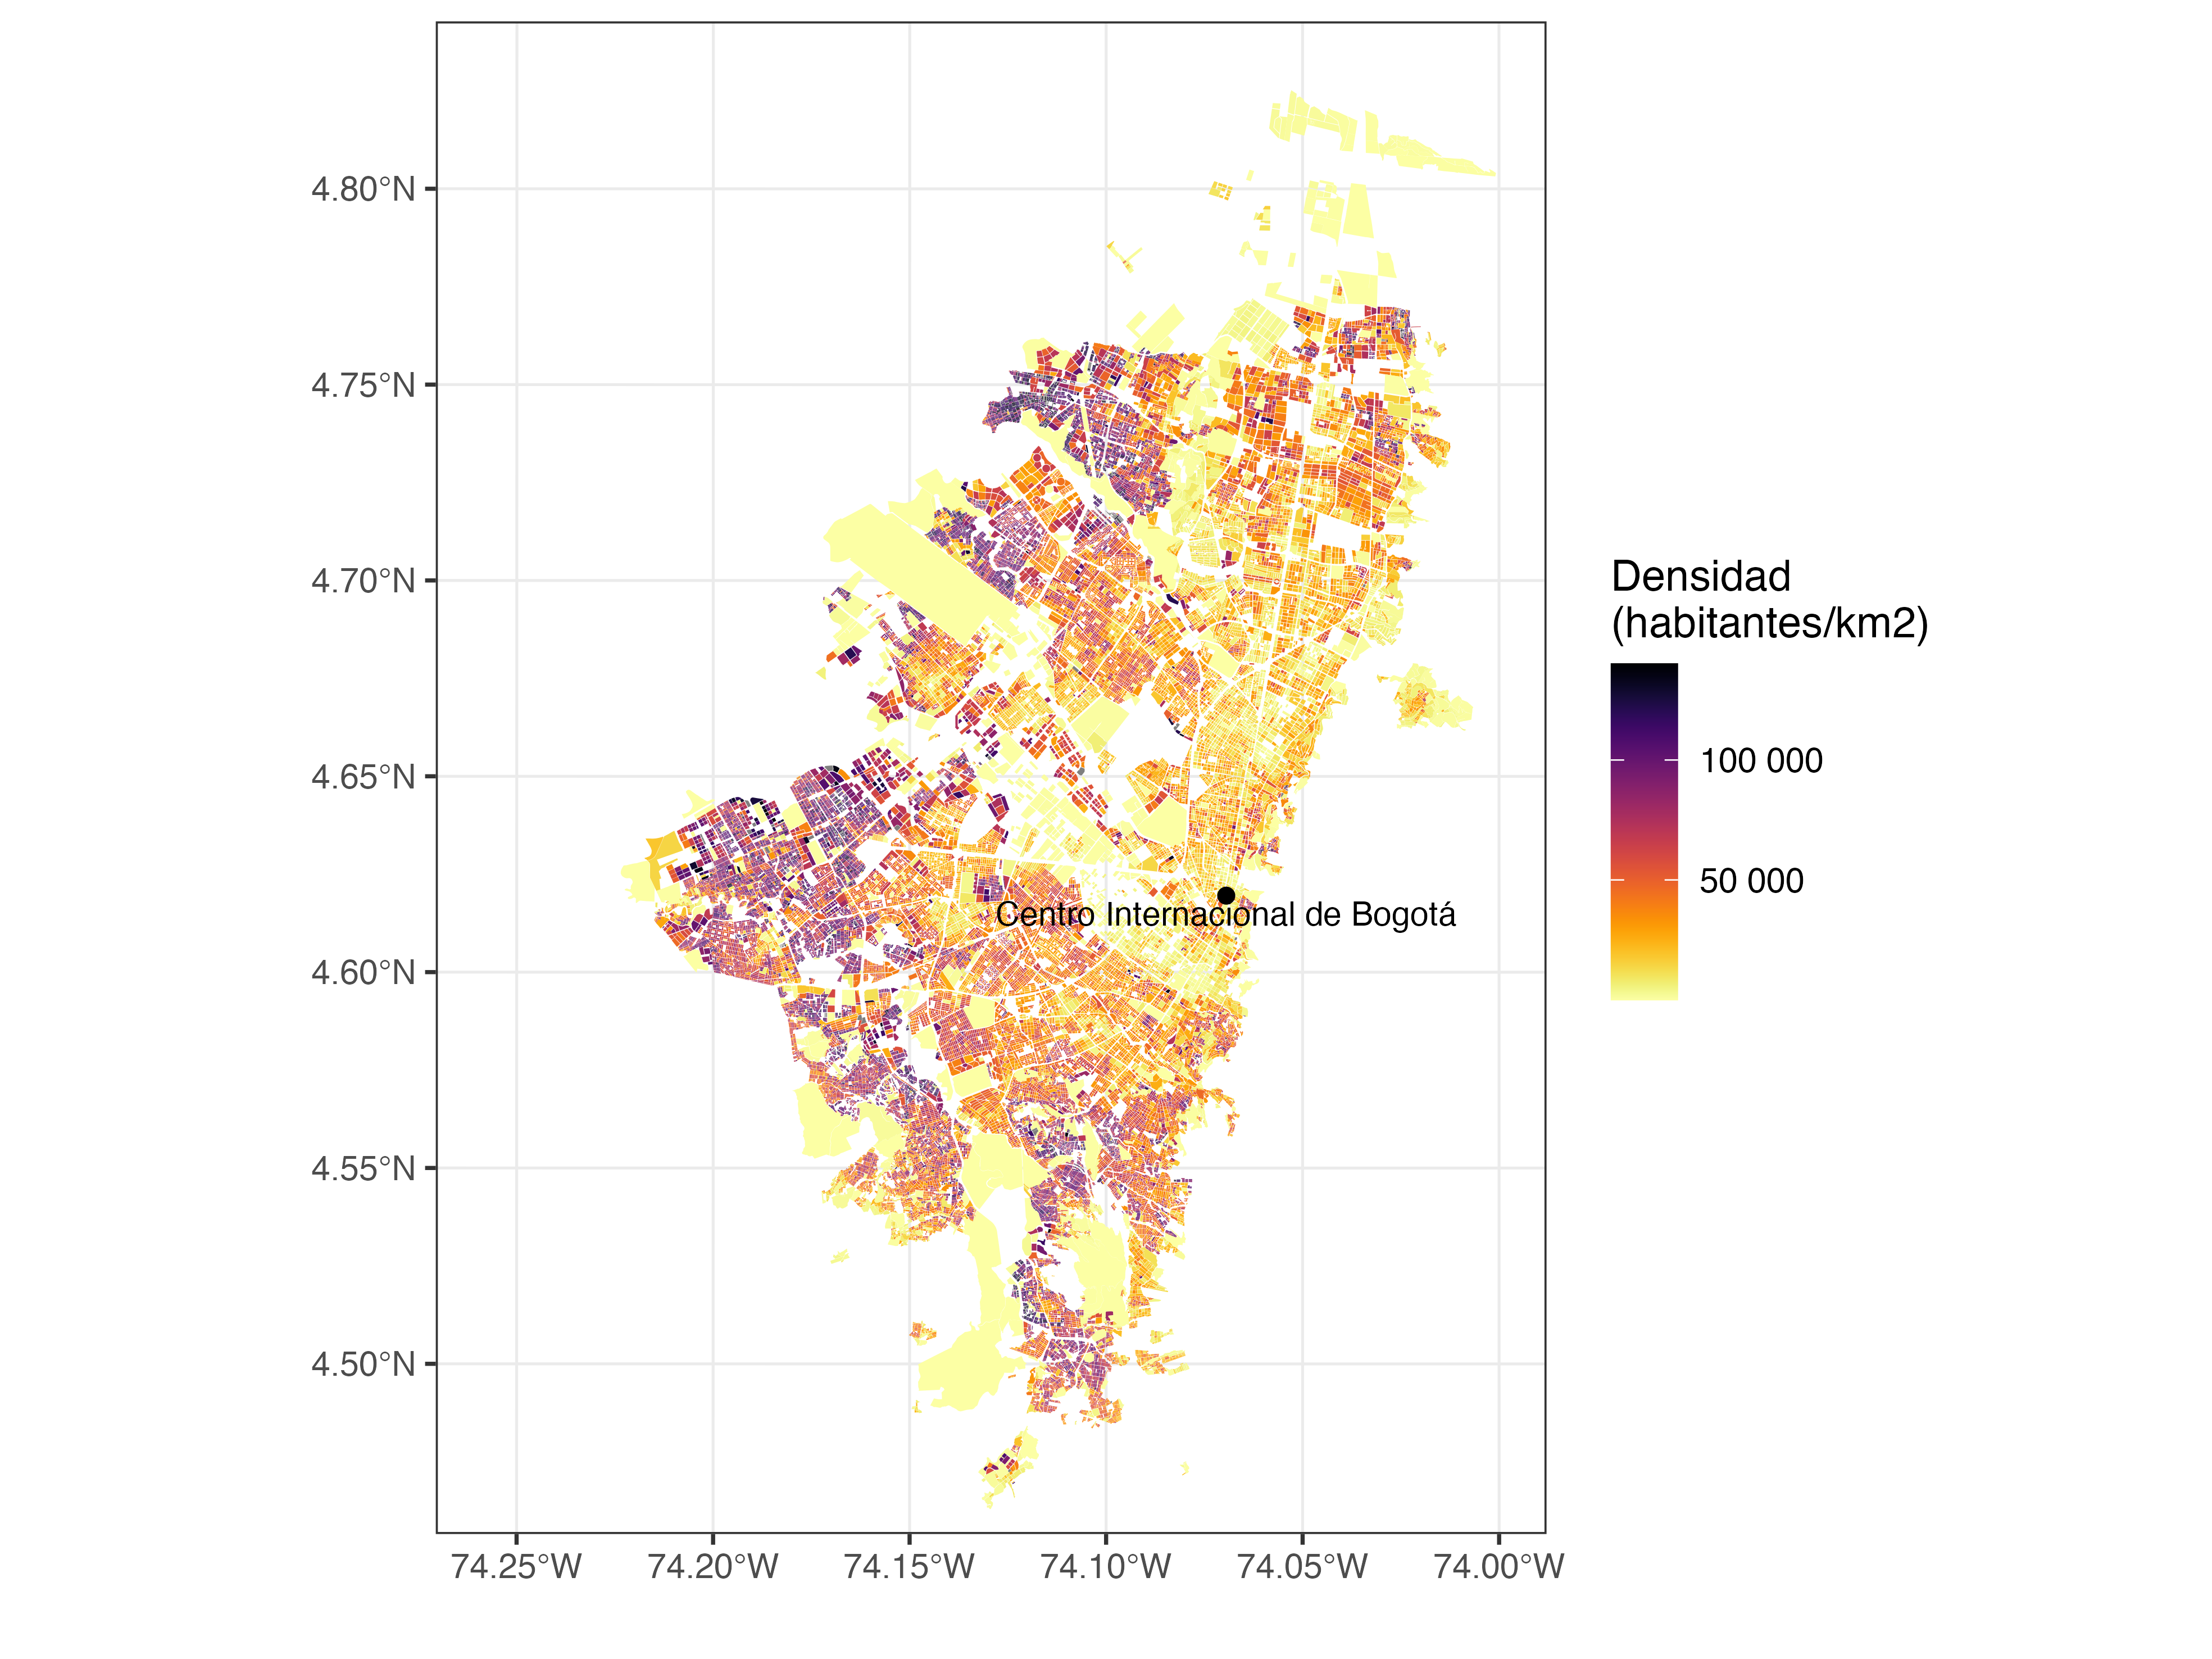 4.80°N
4.75°N
4.70°N
4.65°N
4.60°N
4.55°N
4.50°N
74.25°W
74.20°W
74.15°W
74.10°W
74.05°W
74.00°W
Centro Internacional de Bogotá
Densidad
(habitantes/km2)
100 000
50 000